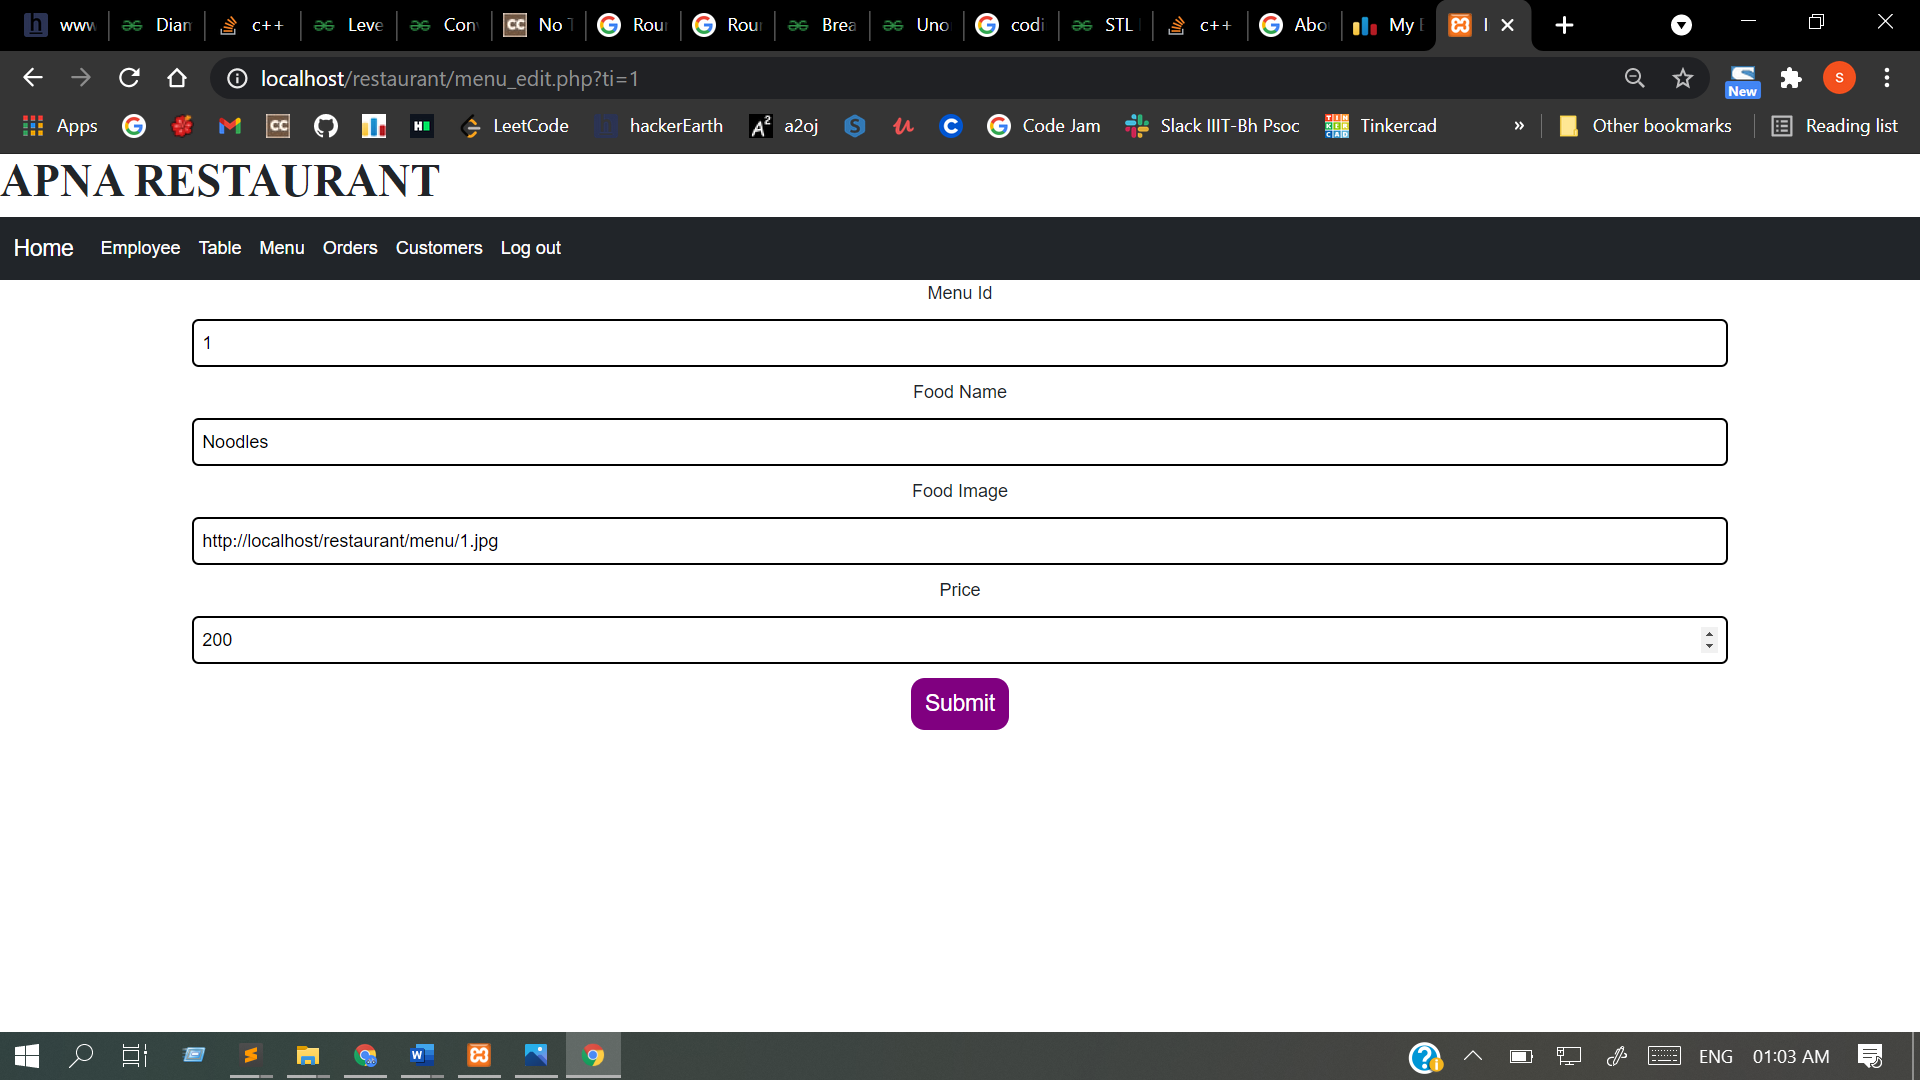 www Dian c++ Leve Con No T Rou Rou Brea Uno codi STL c++ Abo My E
localhost/restaurant/menu_edit.php?ti=1
S
New
Apps LeetCode hackerEarth a2oj Code Jam Slack IIIT-Bh Psoc Tinkercad » Other bookmarks Reading list
APNA RESTAURANT
Home Employee Table Menu Orders Customers Log out
Menu Id
1
Food Name
Noodles
Food Image
http://localhost/restaurant/menu/1.jpg
Price
200
Submit
ENG 01:03 AM